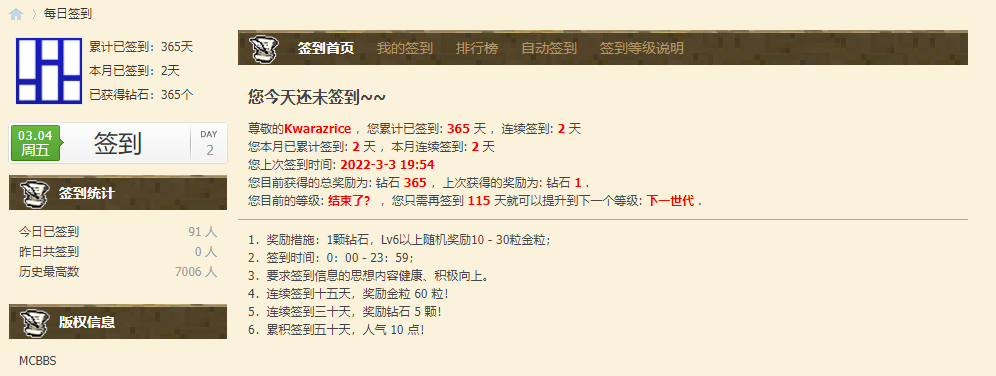 每日签到
累计已签到：365天
本月已签到：2天
已获得钻石：365个
03.04
周五
签到
DAY
2
签到统计
今日已签到 91 人
昨日共签到 0 人
历史最高数 7006 人
版权信息
MCBBS
签到首页 我的签到 排行榜 自动签到 签到等级说明
您今天还未签到~~
尊敬的Kwarazrice ，您累计已签到: 365 天 ，连续签到: 2 天
您本月已累计签到: 2 天 ，本月连续签到: 2 天
您上次签到时间: 2022-3-3 19:54
您目前获得的总奖励为: 钻石 365 ，上次获得的奖励为: 钻石 1 .
您目前的等级: 结束了？ ，您只需再签到 115 天就可以提升到下一个等级: 下一世代 .
1．奖励措施：1颗钻石，Lv6以上随机奖励10 - 30粒金粒；
2．签到时间：0：00 - 23：59；
3．要求签到信息的思想内容健康、积极向上。
4．连续签到十五天，奖励金粒 60 粒！
5．连续签到三十天，奖励钻石 5 颗！
6．累积签到五十天，人气 10 点！